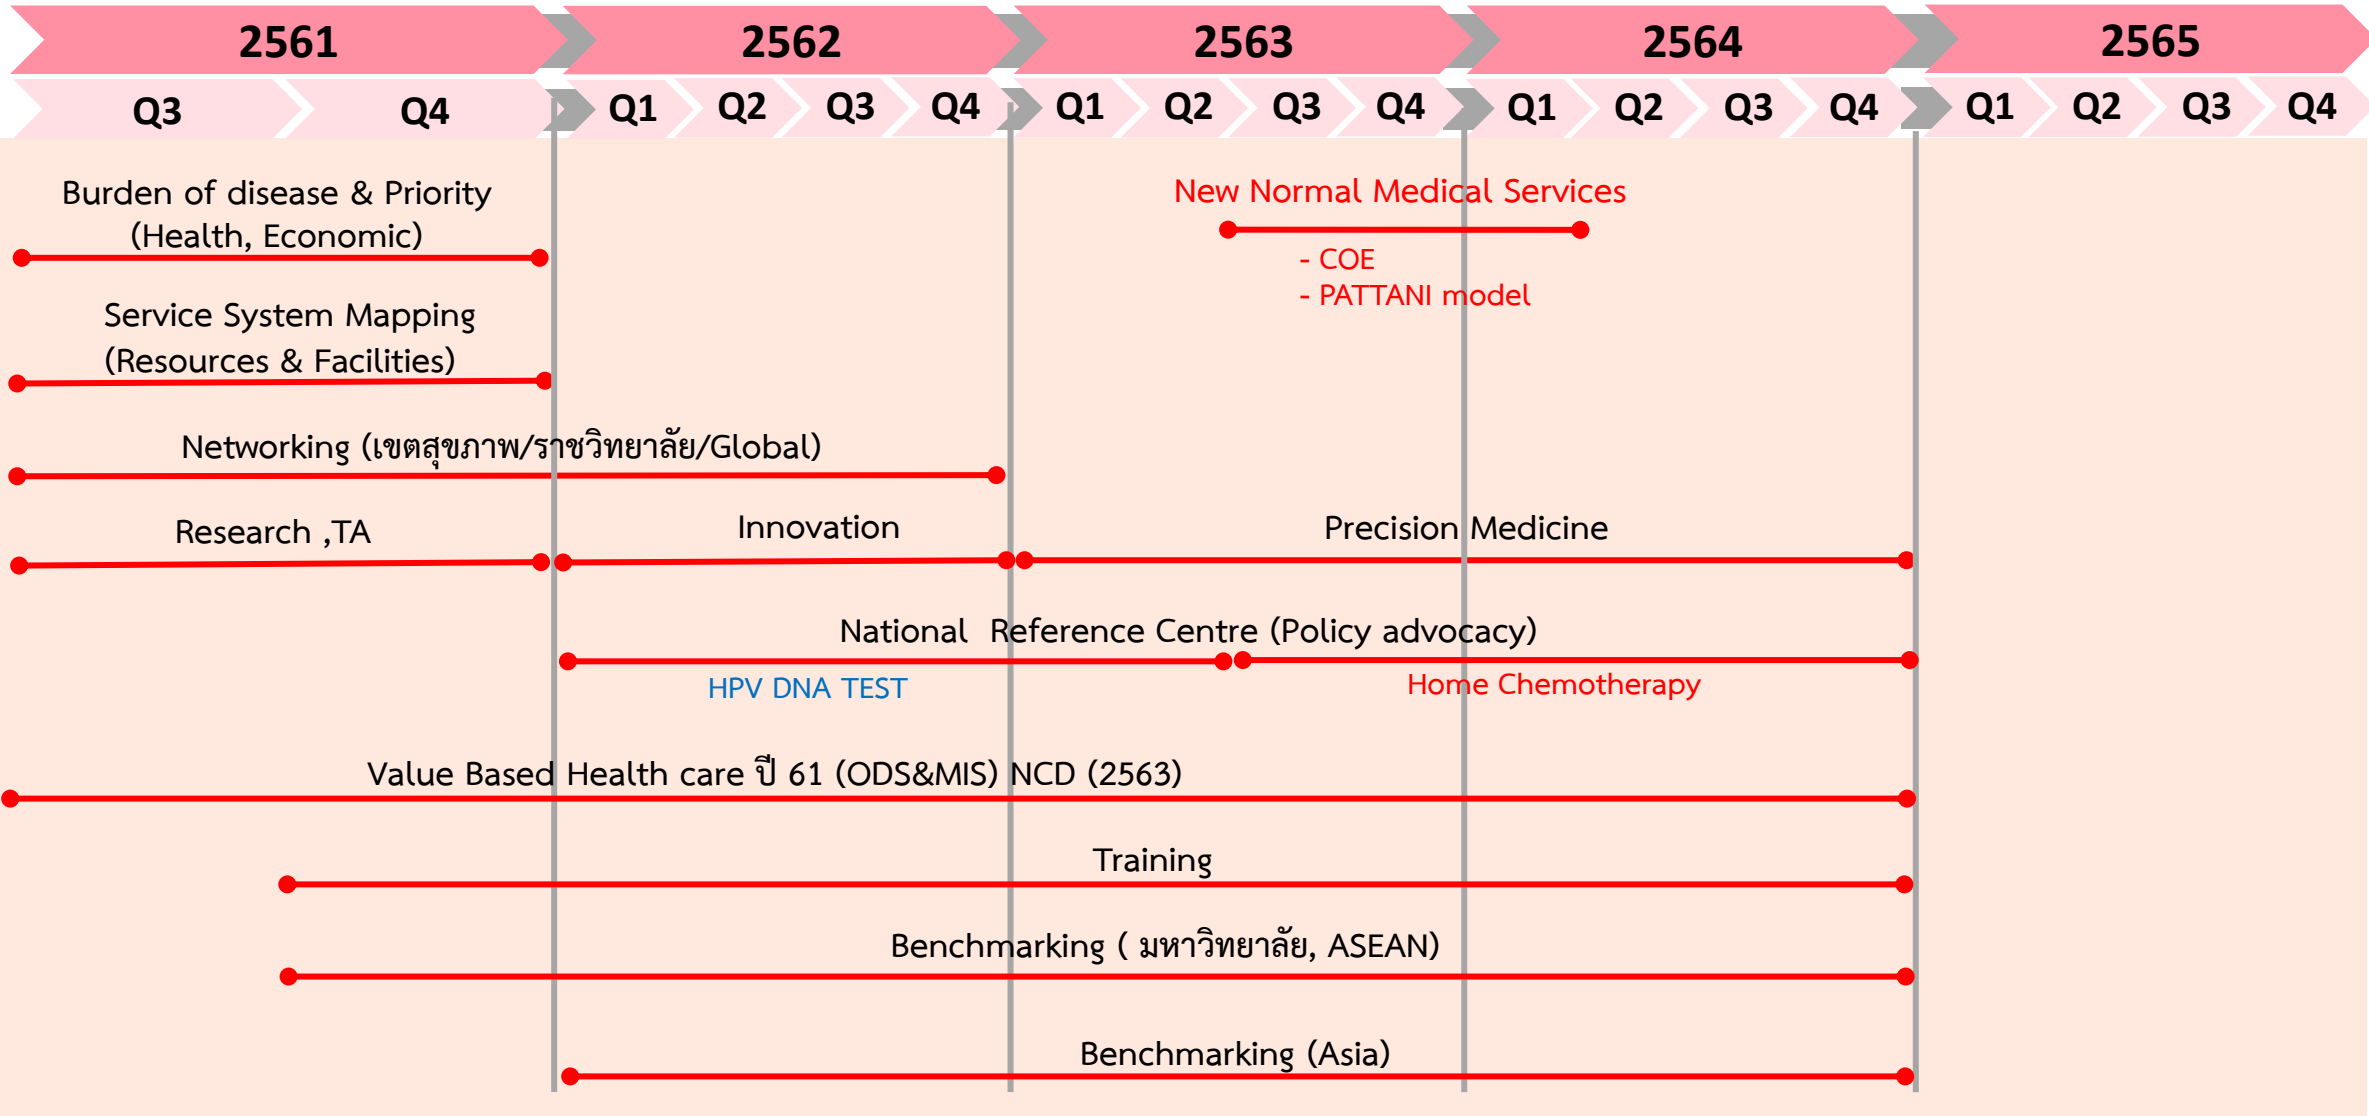 2561 2562 2563 2564 2565
Q3 Q4 Q1 Q2 Q3 Q4 Q1 Q2 Q3 Q4 Q1 Q2 Q3 Q4 Q1 Q2 Q3 Q4
Burden of disease & Priority
(Health, Economic)
New Normal Medical Services
- COE
- PATTANI model
Service System Mapping
(Resources & Facilities)
Networking (เขตสุขภาพ/ราชวิทยาลัย/Global)
Research ,TA
Innovation
Precision Medicine
National Reference Centre (Policy advocacy)
HPV DNA TEST
Home Chemotherapy
Value Based Health care ปี 61 (ODS&MIS) NCD (2563)
Training
Benchmarking ( มหาวิทยาลัย, ASEAN)
Benchmarking (Asia)